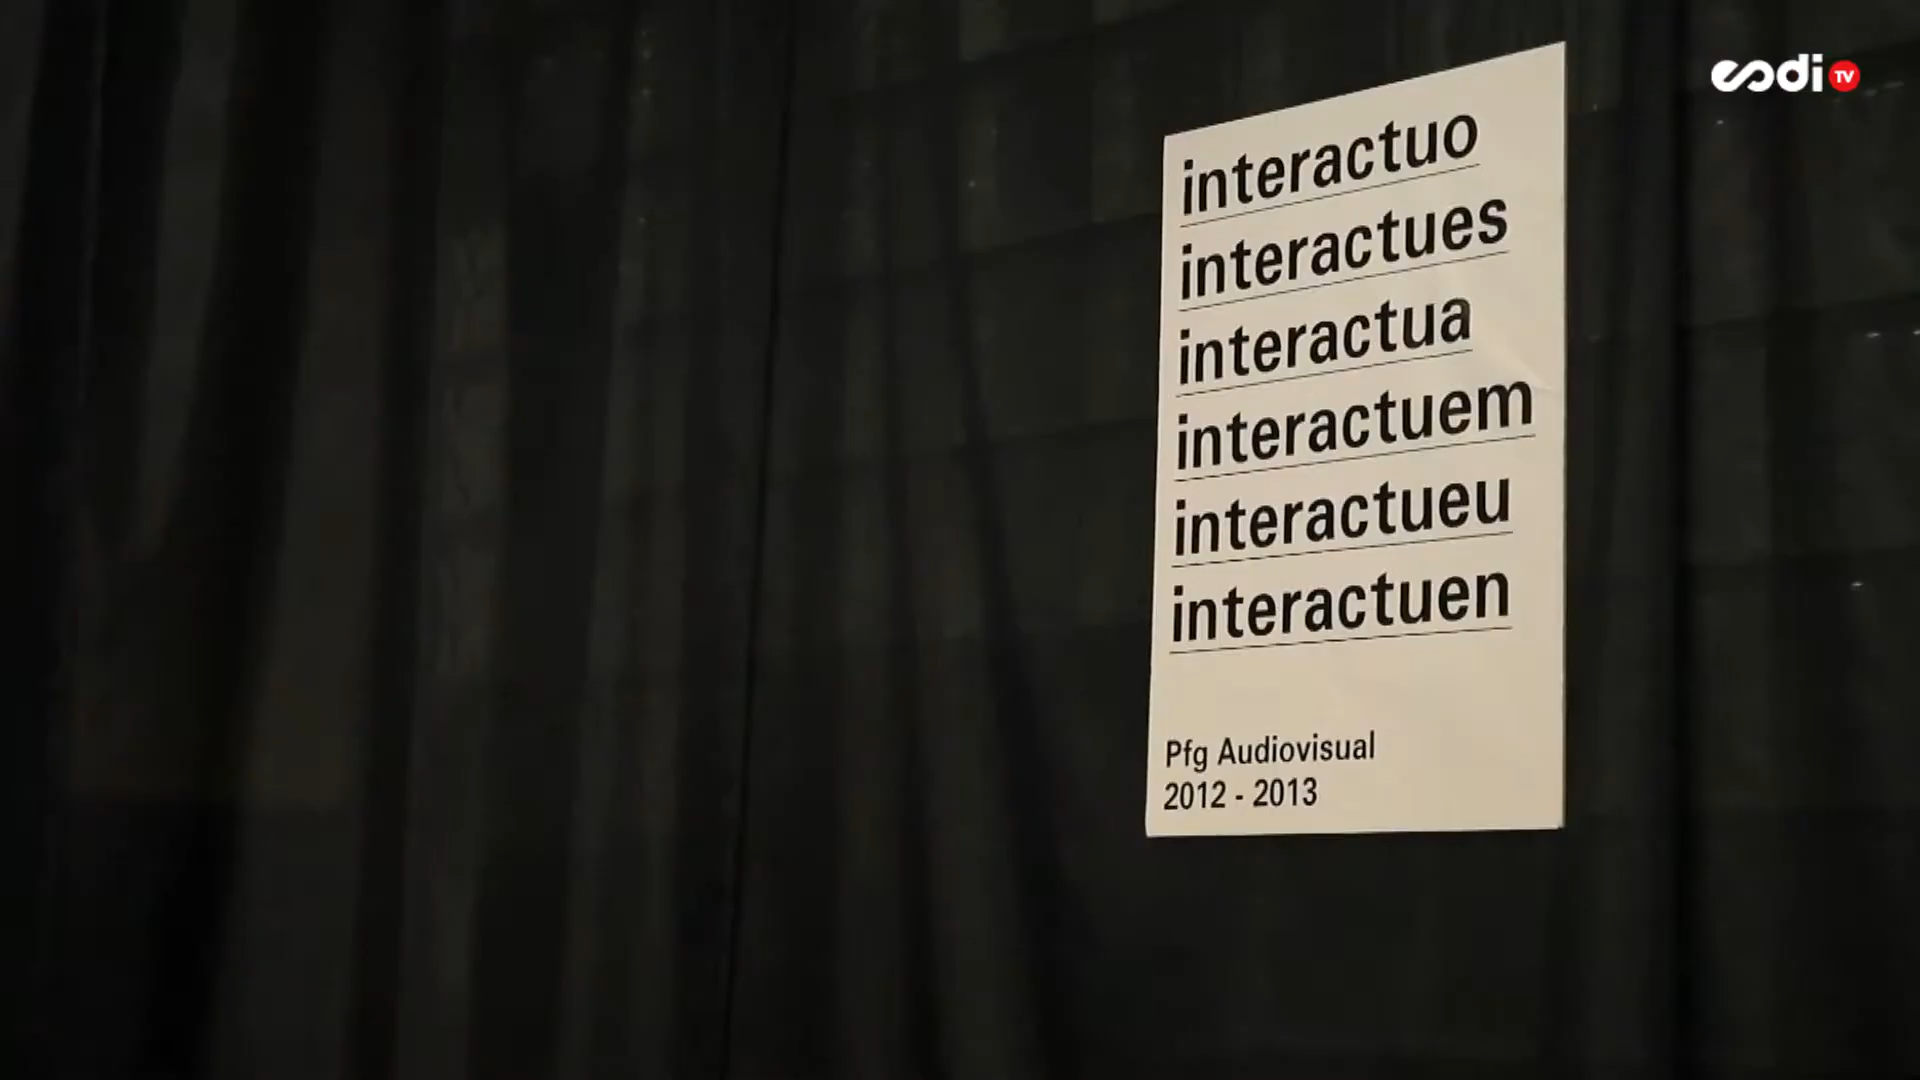 esdi TV
interactuo
interactues
interactua
interactuem
interactueu
interactuen
Pfg Audiovisual
2012 - 2013